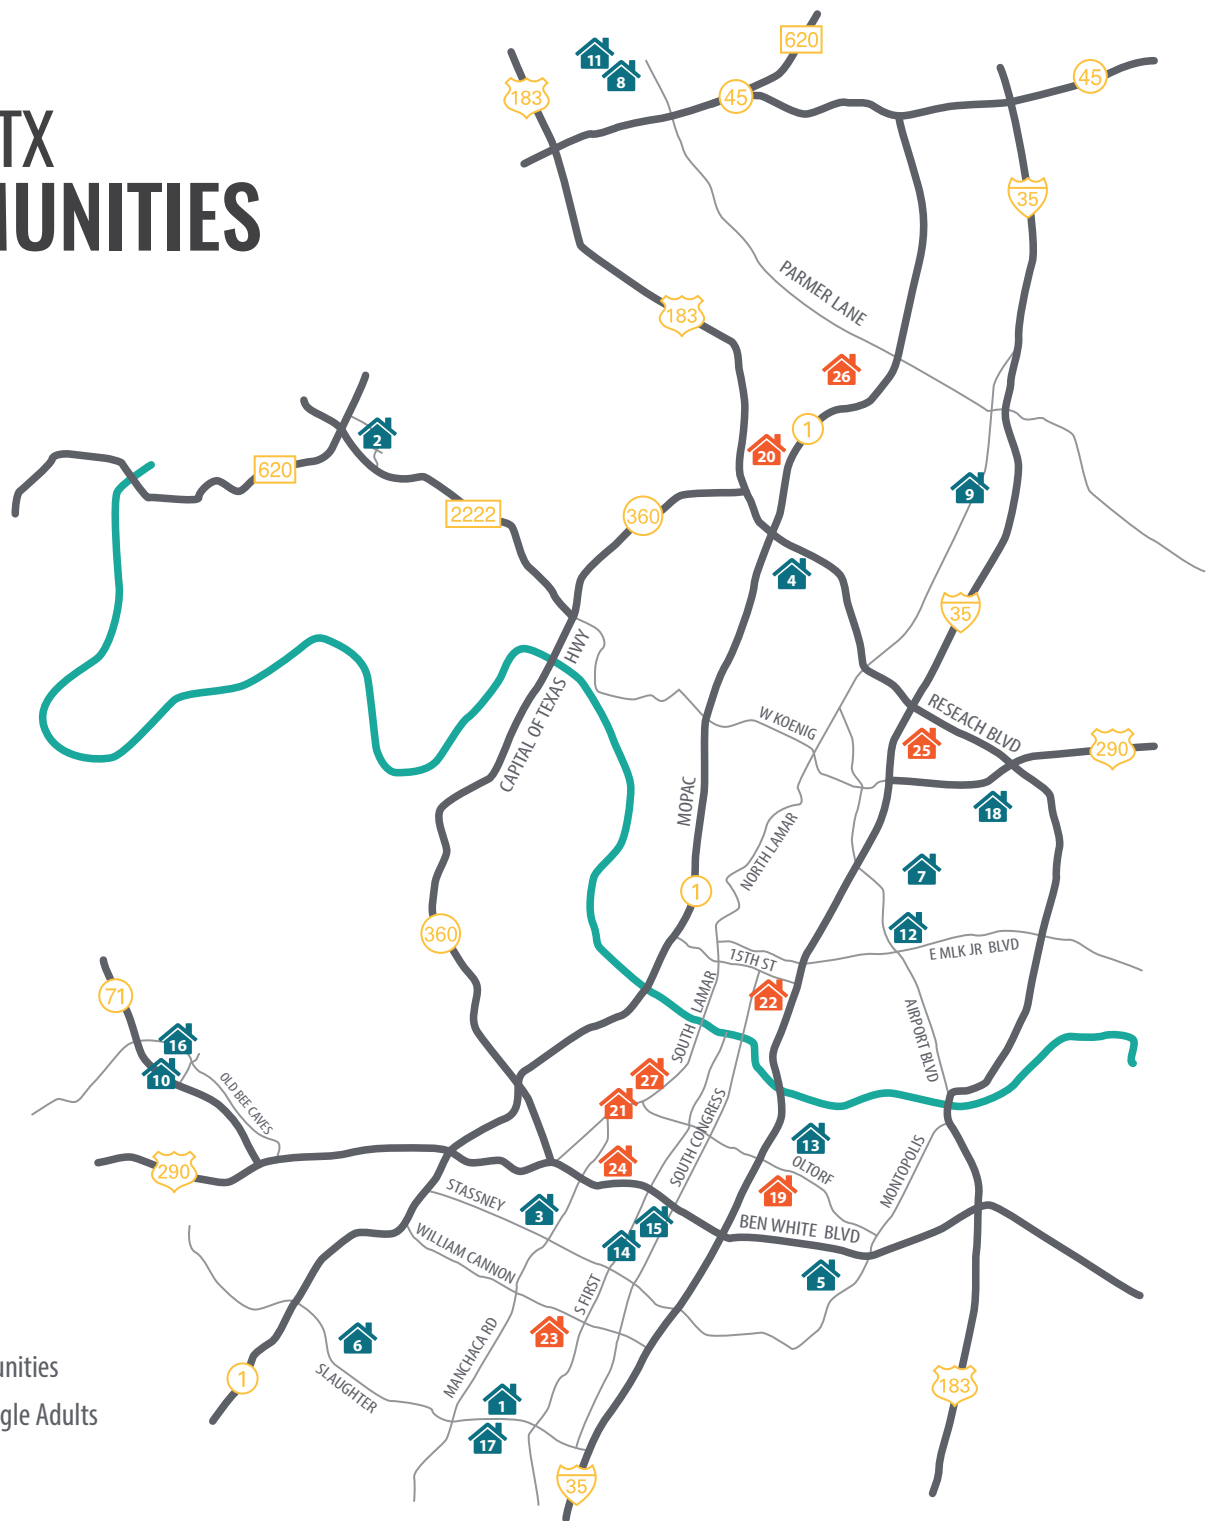 TX
MUNITIES
620
11
8
183
45
45
35
183
PARMER LANE
26
1
2
20
620
9
2222
360
4
35
CAPITAL OF TEXAS HWY
W KOENIG
RESEACH BLVD
25
290
MOPAC
18
NORTH LAMAR
7
1
12
360
E MLK JR BLVD
15TH ST
71
22
SOUTH LAMAR
AIRPORT BLVD
16
10
27
OLD BEE CAVES
21
SOUTH CONGRESS
13
290
24
OLTORF
MONTOPOLIS
STASSNEY
19
3
15
BEN WHITE BLVD
WILLIAM CANNON
14
5
S FIRST
23
6
MANCHACA RD
unities
1
SLAUGHTER
183
1
gle Adults
17
35